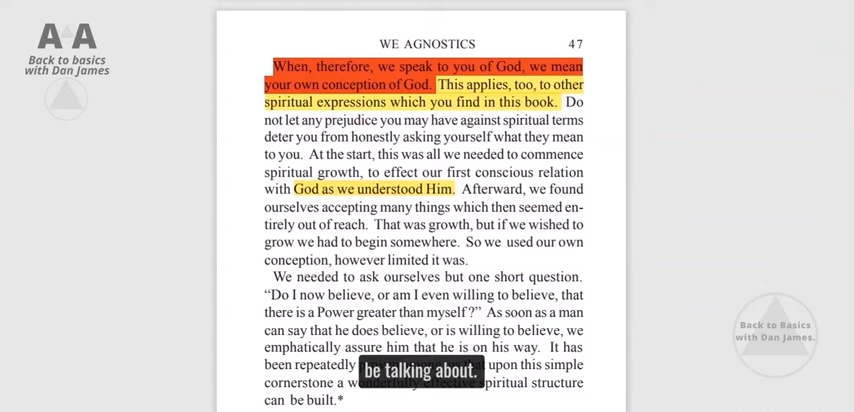 AA
Back to basics
with Dan James
WE AGNOSTICS 47
When, therefore, we speak to you of God, we mean
your own conception of God. This applies, too, to other
spiritual expressions which you find in this book. Do
not let any prejudice you may have against spiritual terms
deter you from honestly asking yourself what they mean
to you. At the start, this was all we needed to commence
spiritual growth, to effect our first conscious relation
with God as we understood Him. Afterward, we found
ourselves accepting many things which then seemed en-
tirely out of reach. That was growth, but if we wished to
grow we had to begin somewhere. So we used our own
conception, however limited it was.
We needed to ask ourselves but one short question.
“Do I now believe, or am I even willing to believe, that
there is a Power greater than myself?” As soon as a man
can say that he does believe, or is willing to believe, we
emphatically assure him that he is on his way. It has
been repeatedly upon this simple
cornerstone a wonderfully effective spiritual structure
can be built.*
be talking about.
Back to Basics
with Dan James.